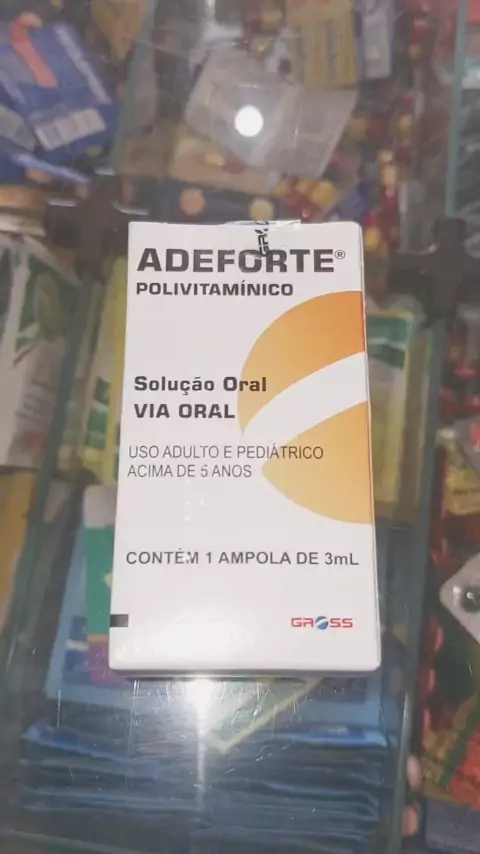 ADEFORTE®
POLIVITAMÍNICO
Solução Oral
VIA ORAL
USO ADULTO E PEDIÁTRICO
ACIMA DE 5 ANOS
CONTÉM 1 AMPOLA DE 3mL
GROSS